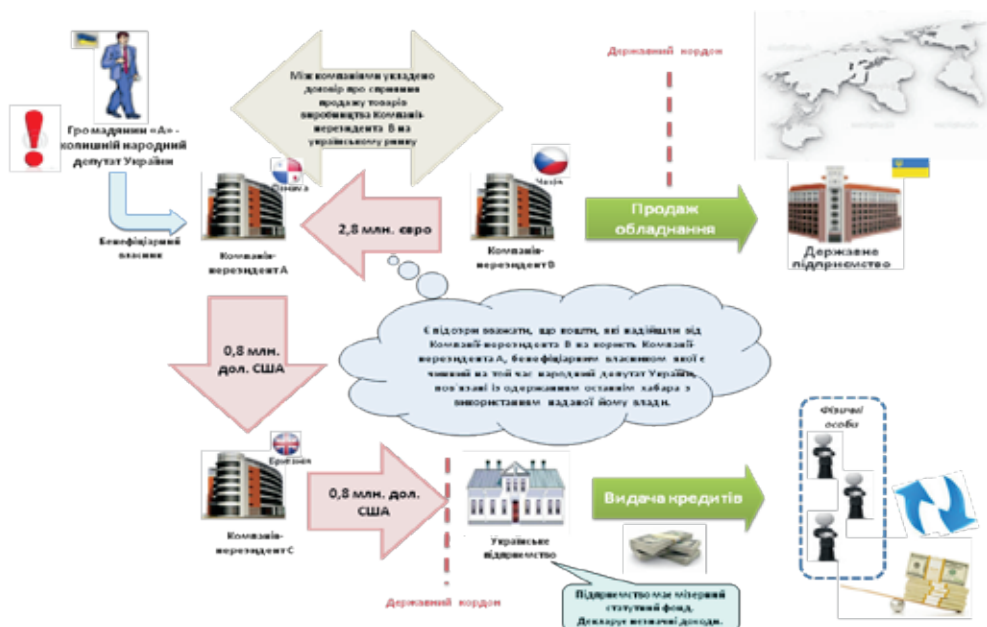 Державний кордон
Між компаніями укладено
договір про сприяння
продажу товарів
виробництва Компанії-
нерезидента В на
українському ринку
Громадянин «А» -
колишній народний
депутат України
Бенефіціарний
власник
Панама
Компанія-
нерезидент А
2,8 млн. євро
Чехія
Компанія-
нерезидент В
Продаж
обладнання
Державне
підприємство
0,8 млн.
дол. США
Є підозри вважати, що кошти, які надійшли від
Компанії-нерезидента В на користь Компанії-
нерезидента А, бенефіціарним власником якої є
чинний на той час народний депутат України,
пов'язані із одержанням останнім хабара з
використанням наданої йому влади.
Британія
Компанія-
нерезидент С
0,8 млн. дол.
США
Українське
підприємство
Видача кредитів
Фізичні
особи
Державний кордон
Підприємство має мізерний
статутний фонд.
Декларує незначні доходи.